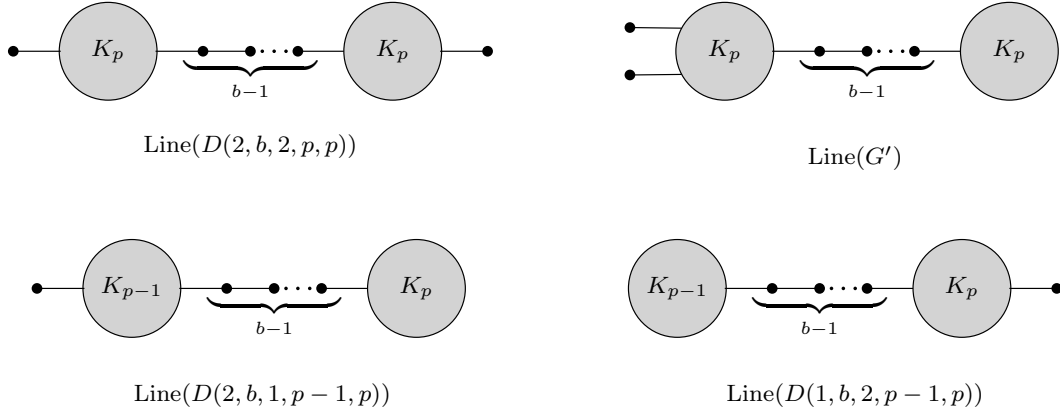 K_p K_p K_p K_p
b−1 b−1
Line(D(2, b, 2, p, p)) Line(G′)
K_{p−1} K_p K_{p−1} K_p
b−1 b−1
Line(D(2, b, 1, p − 1, p)) Line(D(1, b, 2, p − 1, p))